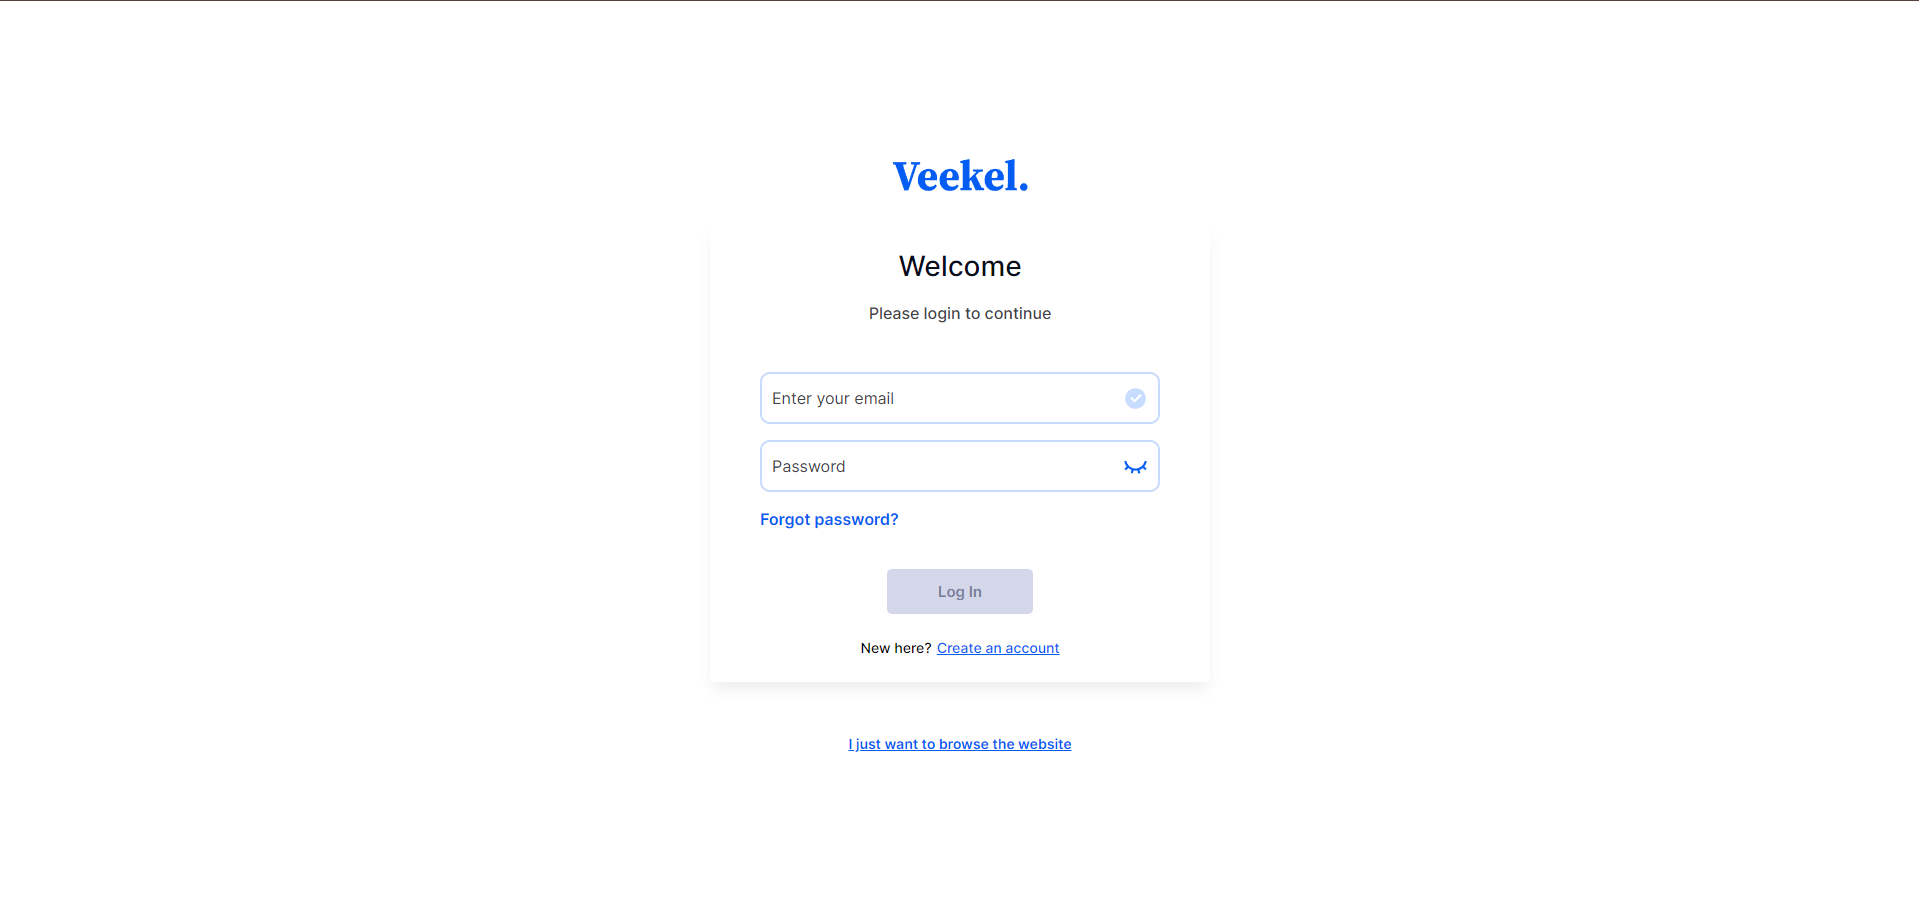 Veekel.
Welcome
Please login to continue
Enter your email
Password
Forgot password?
Log In
New here? Create an account
I just want to browse the website